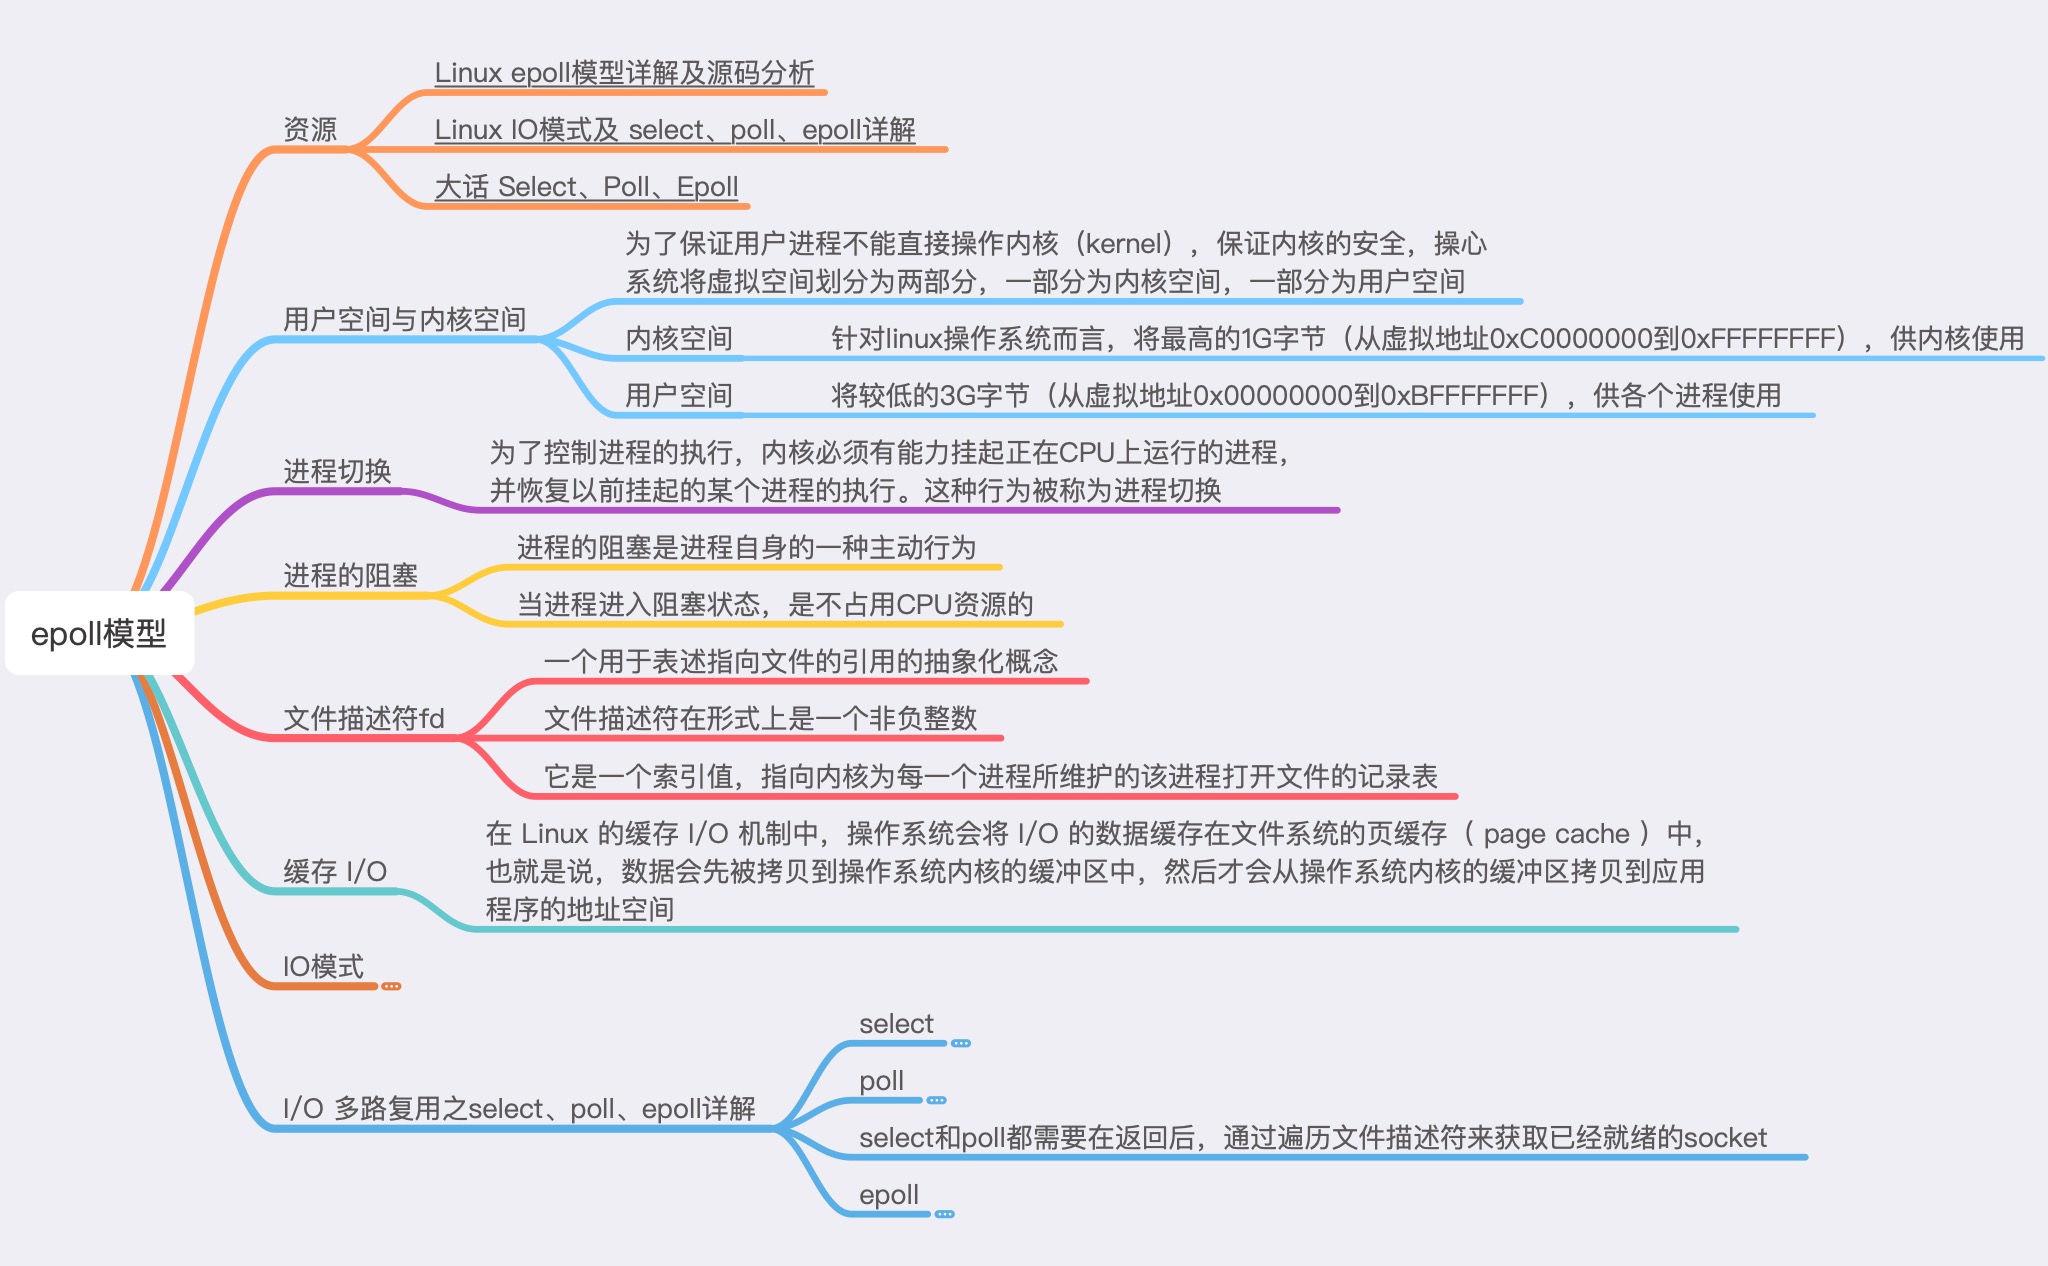 Linux epoll模型详解及源码分析
资源
Linux IO模式及 select、poll、epoll详解
大话 Select、Poll、Epoll
为了保证用户进程不能直接操作内核（kernel），保证内核的安全，操心
系统将虚拟空间划分为两部分，一部分为内核空间，一部分为用户空间
用户空间与内核空间
内核空间 针对linux操作系统而言，将最高的1G字节（从虚拟地址0xC0000000到0xFFFFFFFF），供内核使用
用户空间 将较低的3G字节（从虚拟地址0x00000000到0xBFFFFFFF），供各个进程使用
为了控制进程的执行，内核必须有能力挂起正在CPU上运行的进程，
进程切换
并恢复以前挂起的某个进程的执行。这种行为被称为进程切换
进程的阻塞是进程自身的一种主动行为
进程的阻塞
当进程进入阻塞状态，是不占用CPU资源的
epoll模型
一个用于表述指向文件的引用的抽象化概念
文件描述符fd
文件描述符在形式上是一个非负整数
它是一个索引值，指向内核为每一个进程所维护的该进程打开文件的记录表
在 Linux 的缓存 I/O 机制中，操作系统会将 I/O 的数据缓存在文件系统的页缓存（ page cache ）中，
缓存 I/O
也就是说，数据会先被拷贝到操作系统内核的缓冲区中，然后才会从操作系统内核的缓冲区拷贝到应用
程序的地址空间
IO模式
select
poll
I/O 多路复用之select、poll、epoll详解
select和poll都需要在返回后，通过遍历文件描述符来获取已经就绪的socket
epoll